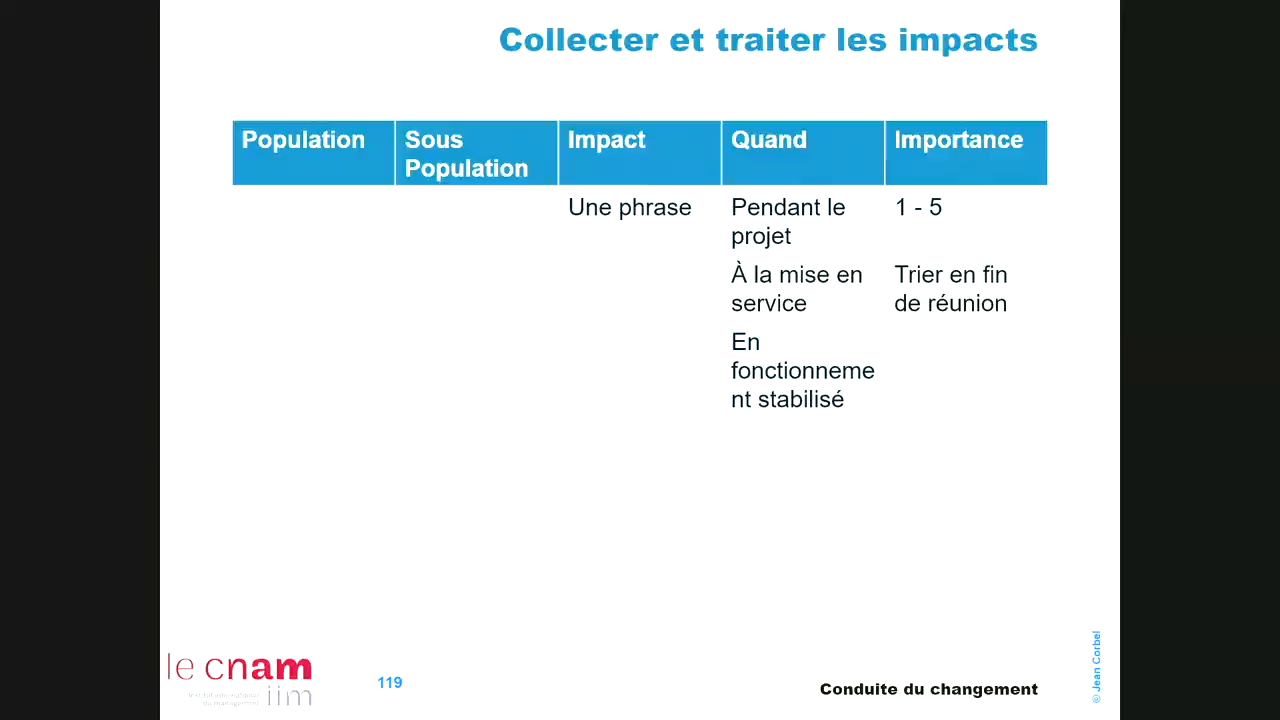 Collecter et traiter les impacts
Population
Sous
Population
Impact
Quand
Importance
Une phrase
Pendant le
projet
1 - 5
À la mise en
service
Trier en fin
de réunion
En
fonctionneme
nt stabilisé
le cnam
iim
119
Conduite du changement
© Jean Corbel